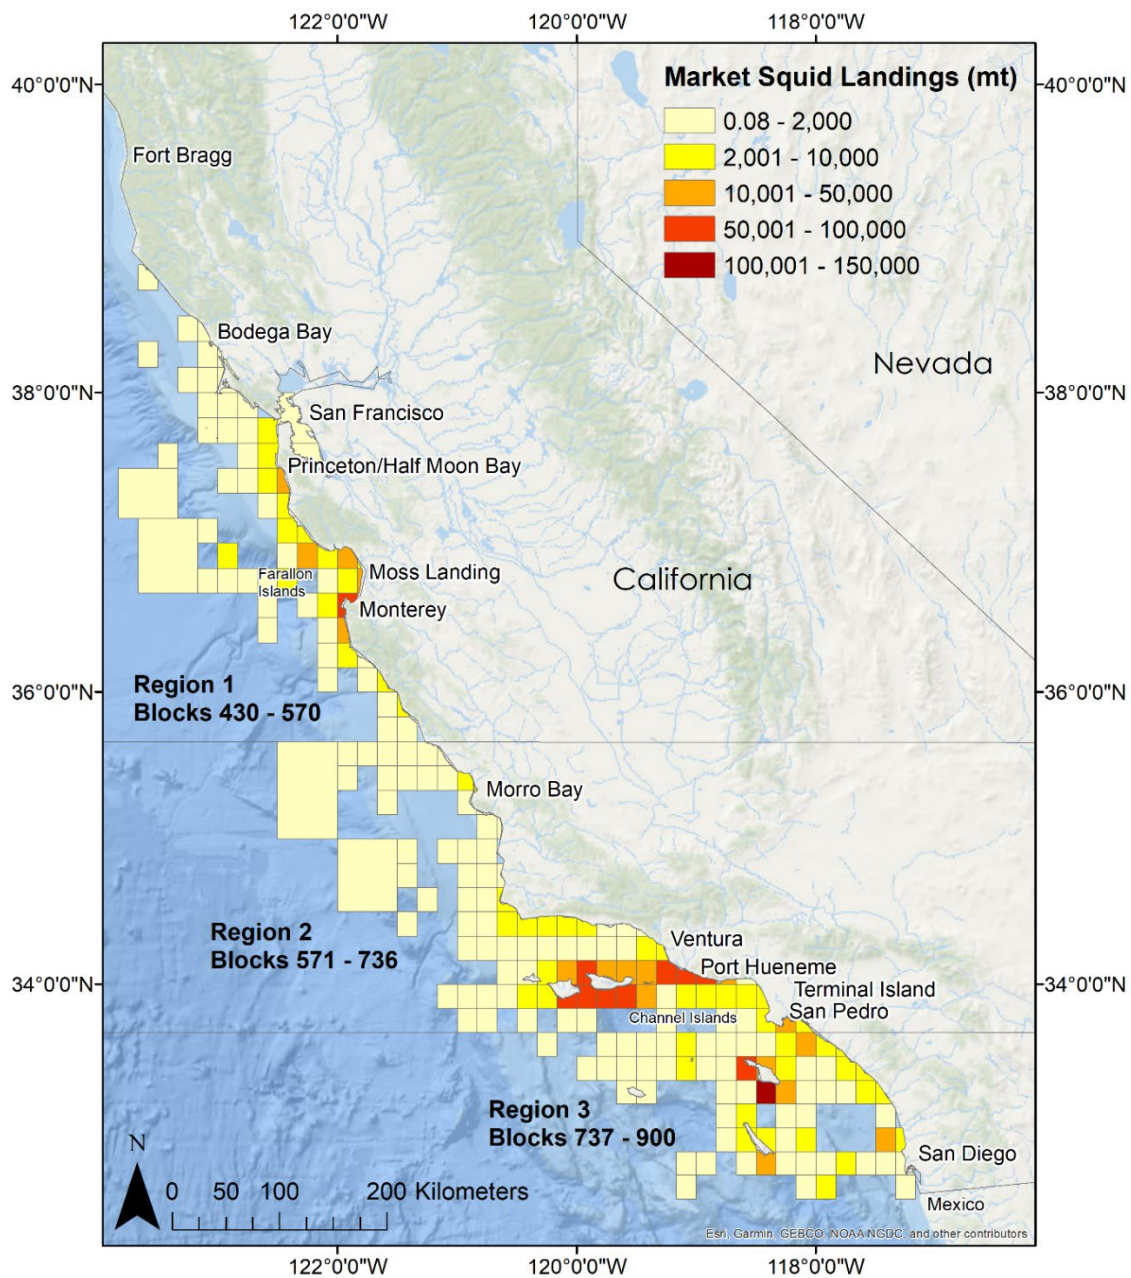 122°0'0"W 120°0'0"W 118°0'0"W
40°0'0"N
40°0'0"N
Market Squid Landings (mt)
0.08 - 2,000
2,001 - 10,000
10,001 - 50,000
50,001 - 100,000
100,001 - 150,000
Fort Bragg
Bodega Bay
Nevada
38°0'0"N
38°0'0"N
San Francisco
Princeton/Half Moon Bay
Farallon
Islands
Moss Landing
California
Monterey
36°0'0"N
36°0'0"N
Region 1
Blocks 430 - 570
Morro Bay
Region 2
Blocks 571 - 736
Ventura
Port Hueneme
34°0'0"N
34°0'0"N
Terminal Island
San Pedro
Channel Islands
Region 3
Blocks 737 - 900
San Diego
Mexico
N
0 50 100 200 Kilometers
Esri, Garmin, GEBCO, NOAA NGDC, and other contributors
122°0'0"W 120°0'0"W 118°0'0"W